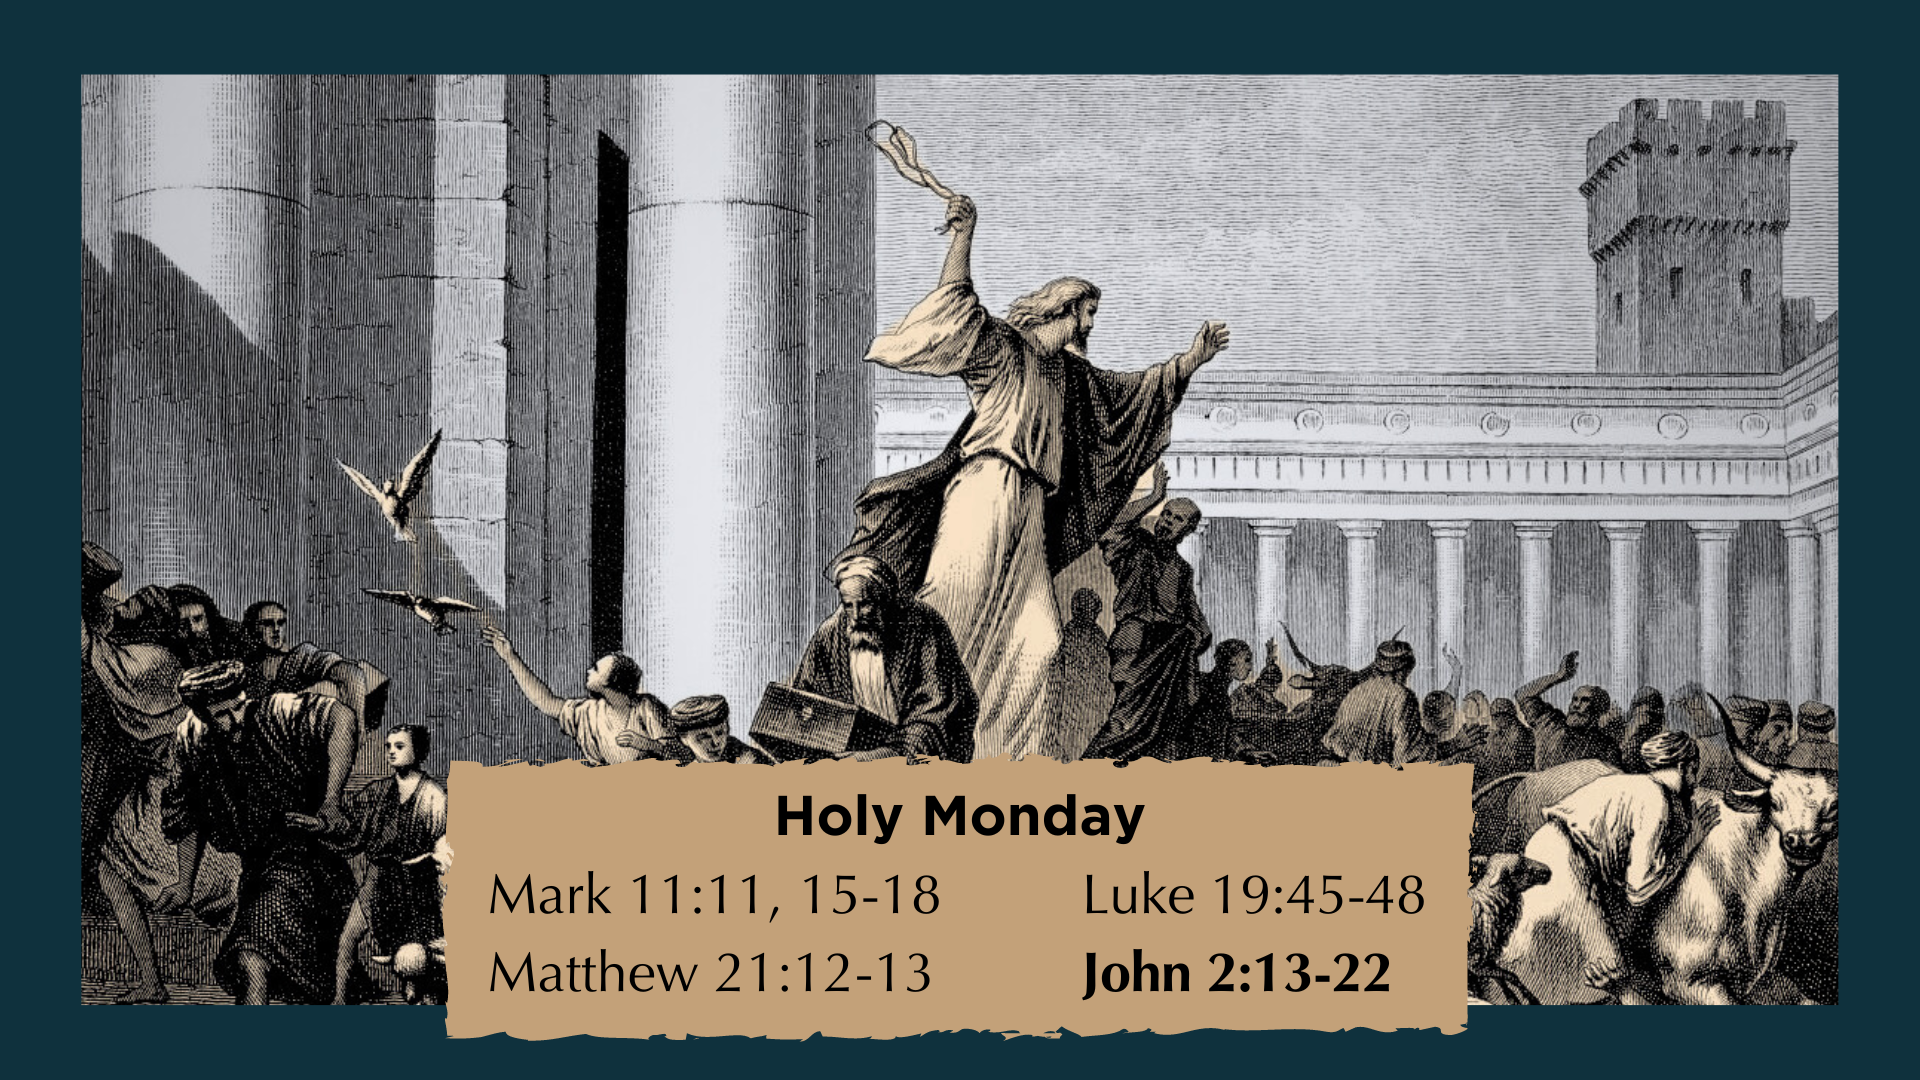 Holy Monday
Mark 11:11, 15-18
Matthew 21:12-13
Luke 19:45-48
John 2:13-22